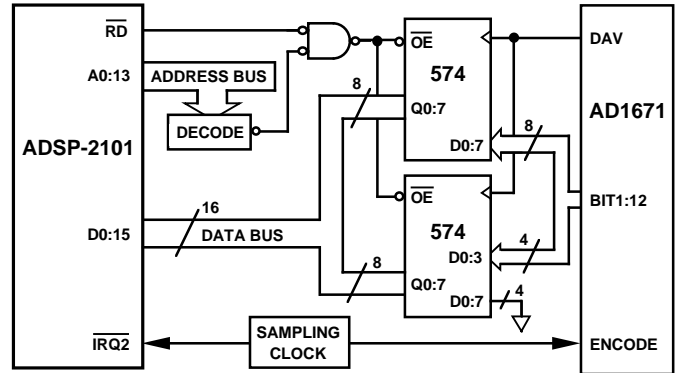 RD
OE
DAV
A0:13
ADDRESS BUS
574
8
Q0:7
AD1671
DECODE
D0:7
8
ADSP-2101
16
OE
BIT1:12
D0:15
DATA BUS
574
4
D0:3
8
Q0:7
D0:7
4
IRQ2
SAMPLING
CLOCK
ENCODE